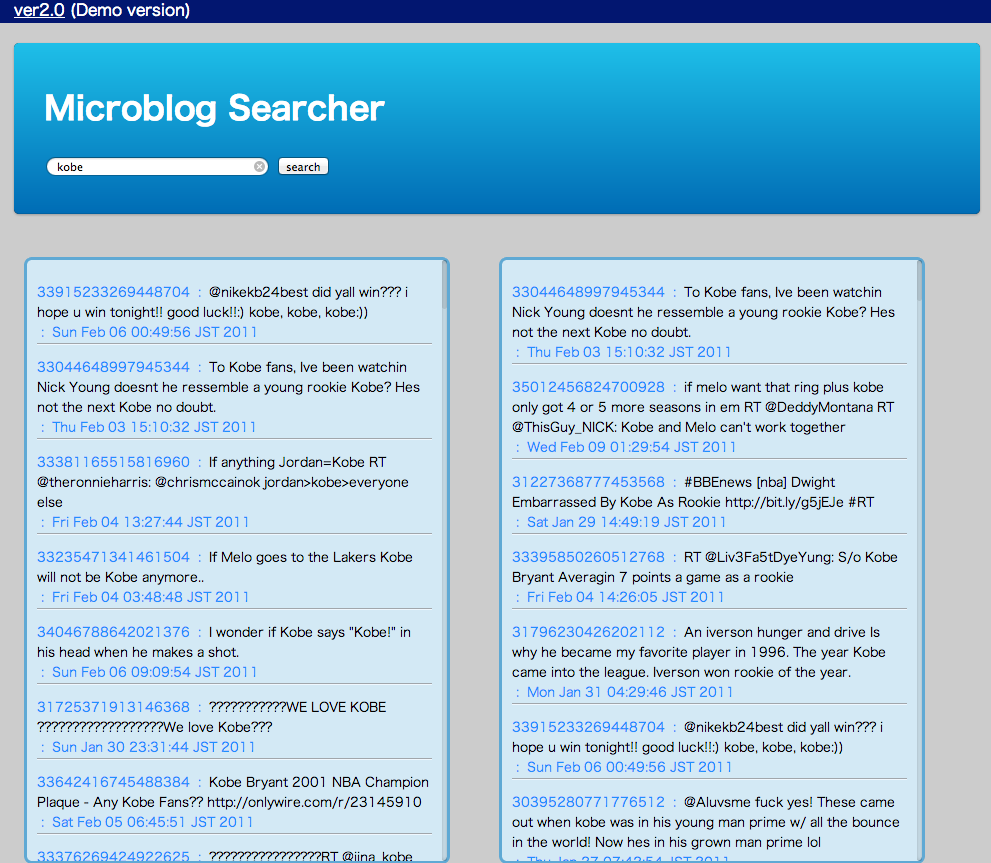 ver2.0 (Demo version)
Microblog Searcher
kobe
search
33915233269448704 : @nikekb24best did yall win??? i
hope u win tonight!! good luck!!:) kobe, kobe, kobe:))
: Sun Feb 06 00:49:56 JST 2011
33044648997945344 : To Kobe fans, Ive been watchin
Nick Young doesnt he ressemble a young rookie Kobe? Hes
not the next Kobe no doubt.
: Thu Feb 03 15:10:32 JST 2011
33381165515816960 : If anything Jordan=Kobe RT
@theronnieharris: @chrismccainok jordan>kobe>everyone
else
: Fri Feb 04 13:27:44 JST 2011
33235471341461504 : If Melo goes to the Lakers Kobe
will not be Kobe anymore..
: Fri Feb 04 03:48:48 JST 2011
34046788642021376 : I wonder if Kobe says "Kobe!" in
his head when he makes a shot.
: Sun Feb 06 09:09:54 JST 2011
31725371913146368 : ???????????WE LOVE KOBE
??????????????????We love Kobe???
: Sun Jan 30 23:31:44 JST 2011
33642416745488384 : Kobe Bryant 2001 NBA Champion
Plaque - Any Kobe Fans?? http://onlywire.com/r/23145910
: Sat Feb 05 06:45:51 JST 2011
33376269424922625 : ????????????????RT @iina_kobe
33044648997945344 : To Kobe fans, Ive been watchin
Nick Young doesnt he ressemble a young rookie Kobe? Hes
not the next Kobe no doubt.
: Thu Feb 03 15:10:32 JST 2011
35012456824700928 : if melo want that ring plus kobe
only got 4 or 5 more seasons in em RT @DeddyMontana RT
@ThisGuy_NICK: Kobe and Melo can't work together
: Wed Feb 09 01:29:54 JST 2011
31227368777453568 : #BBEnews [nba] Dwight
Embarrassed By Kobe As Rookie http://bit.ly/g5jEJe #RT
: Sat Jan 29 14:49:19 JST 2011
33395850260512768 : RT @Liv3Fa5tDyeYung: S/o Kobe
Bryant Averagin 7 points a game as a rookie
: Fri Feb 04 14:26:05 JST 2011
31796230426202112 : An iverson hunger and drive Is
why he became my favorite player in 1996. The year Kobe
came into the league. Iverson won rookie of the year.
: Mon Jan 31 04:29:46 JST 2011
33915233269448704 : @nikekb24best did yall win??? i
hope u win tonight!! good luck!!:) kobe, kobe, kobe:))
: Sun Feb 06 00:49:56 JST 2011
30395280771776512 : @Aluvsme fuck yes! These came
out when kobe was in his young man prime w/ all the bounce
in the world! Now hes in his grown man prime lol
: Thu Jan 27 07:42:54 JST 2011